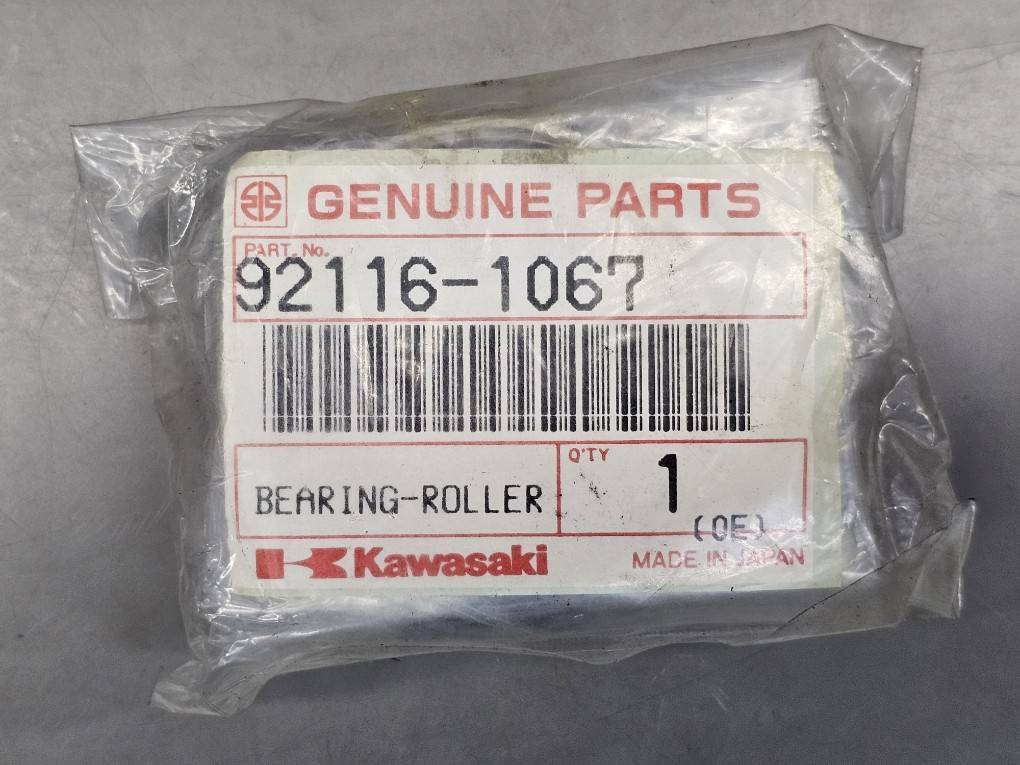 GENUINE PARTS
PART. No.
92116-1067
BEARING-ROLLER
Q'TY
1
(OE)
Kawasaki
MADE IN JAPAN